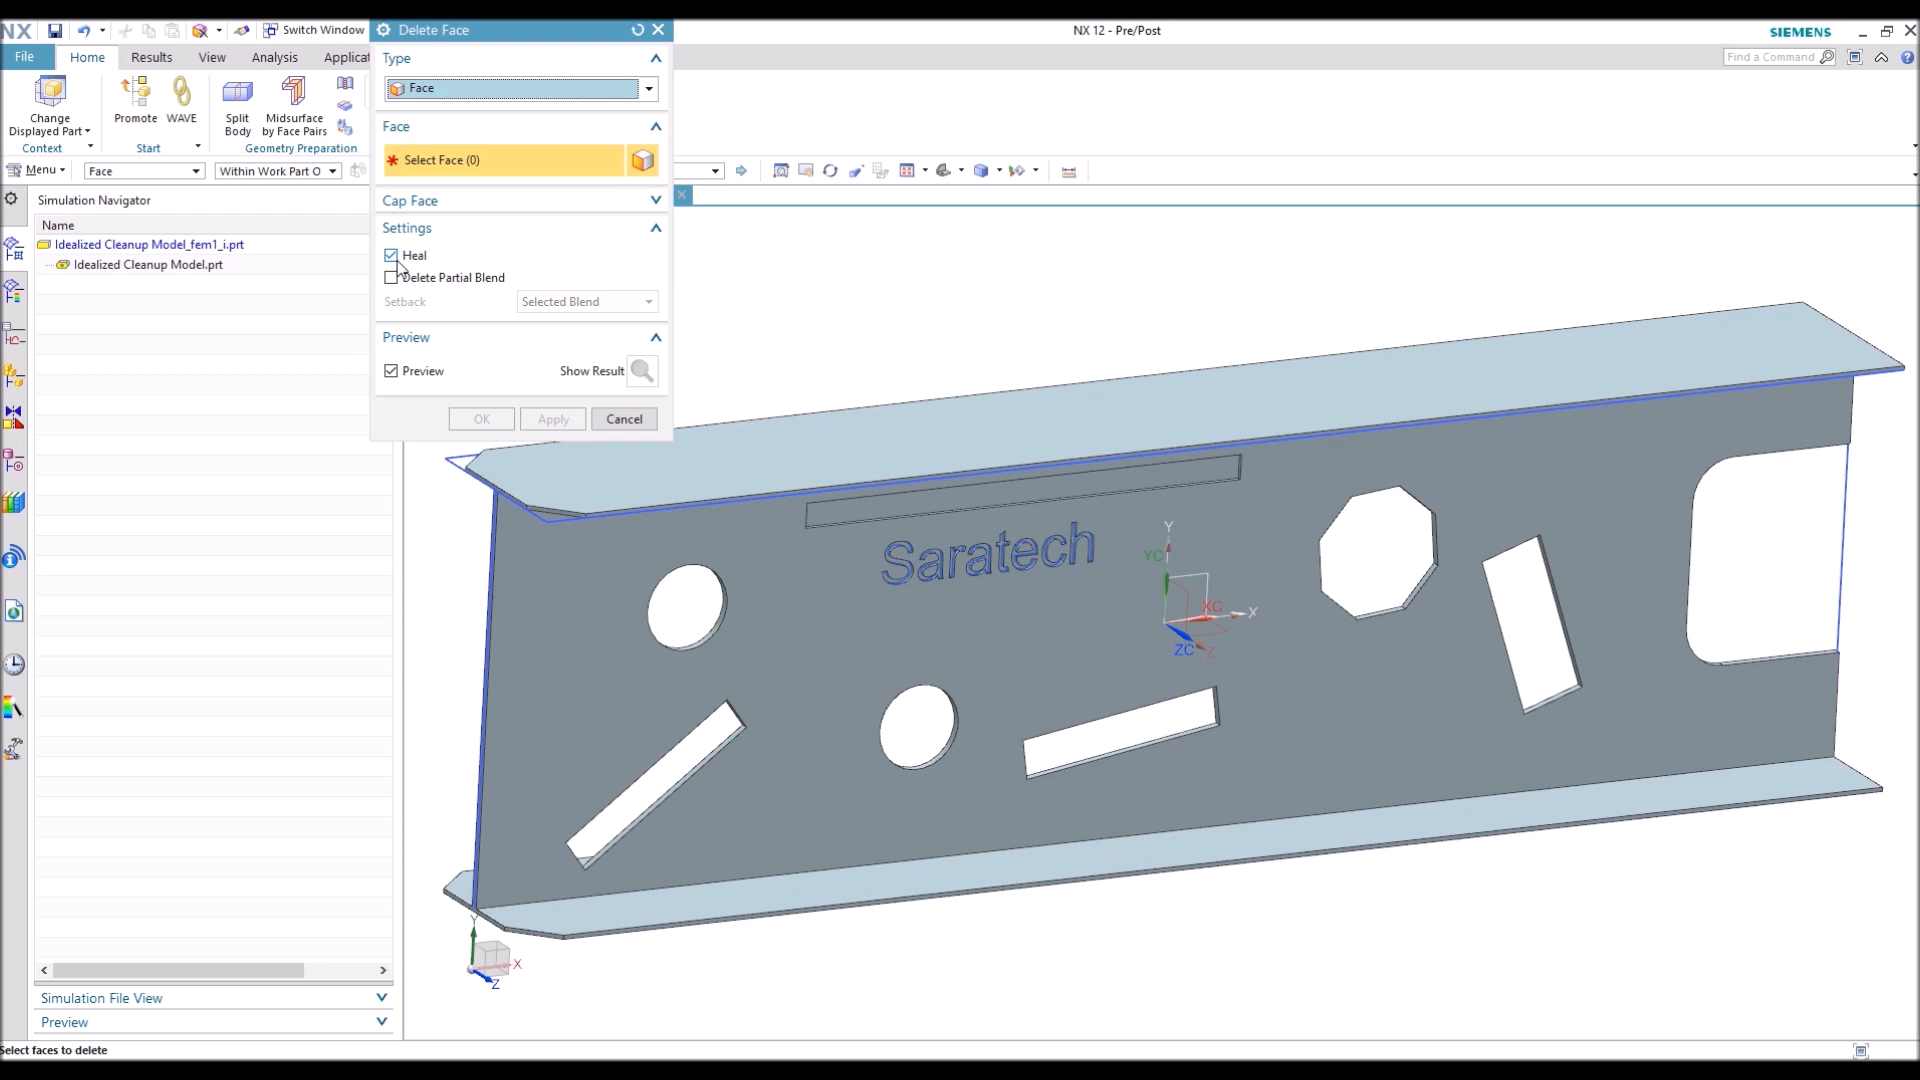 NX
Switch Window
Delete Face
NX 12 - Pre/Post
SIEMENS
File
Home
Results
View
Analysis
Applicat
Find a Command
Type
Face
Change
Displayed Part
Promote
WAVE
Split
Body
Midsurface
by Face Pairs
Context
Start
Geometry Preparation
Face
Select Face (0)
Menu
Face
Within Work Part O
Simulation Navigator
Name
Idealized Cleanup Model_fem1_i.prt
Idealized Cleanup Model.prt
Cap Face
Settings
Heal
Delete Partial Blend
Setback
Selected Blend
Preview
Preview
Show Result
OK
Apply
Cancel
Saratech
Y
YC
XC
X
ZC
Z
Y
X
Z
Simulation File View
Preview
Select faces to delete